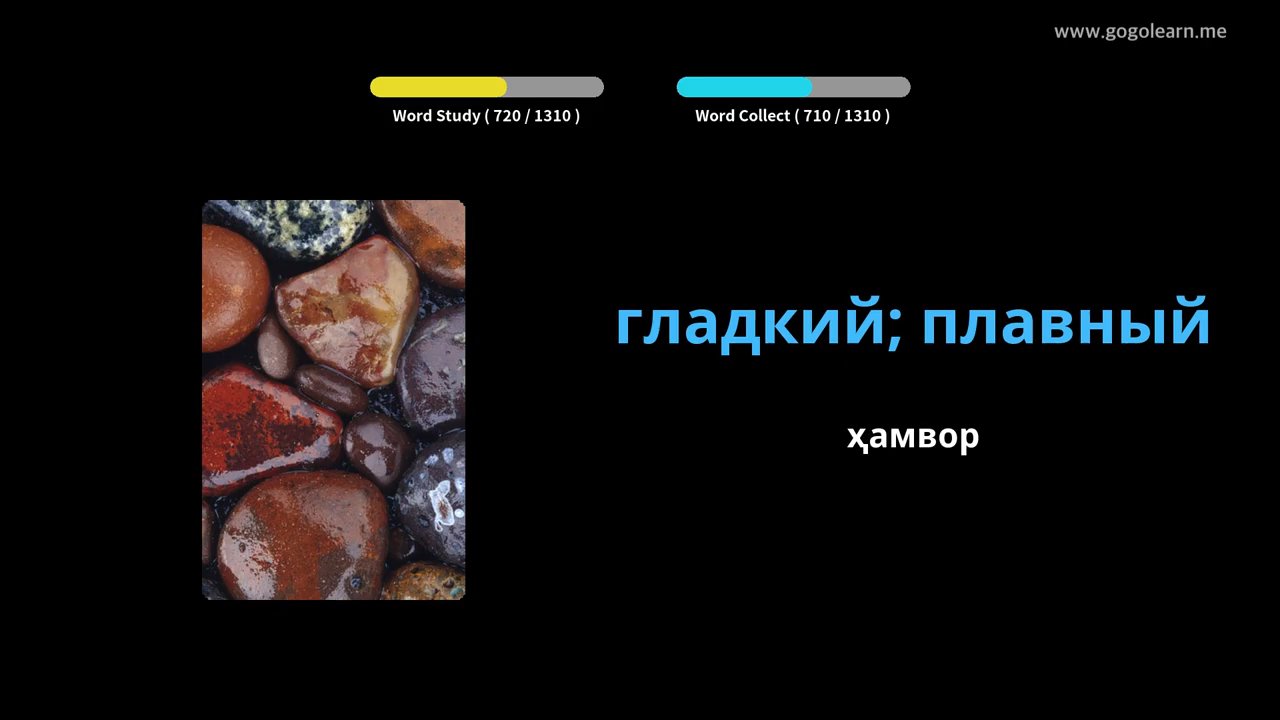 www.gogolearn.me
Word Study ( 720 / 1310 )
Word Collect ( 710 / 1310 )
гладкий; плавный
ҳамвор